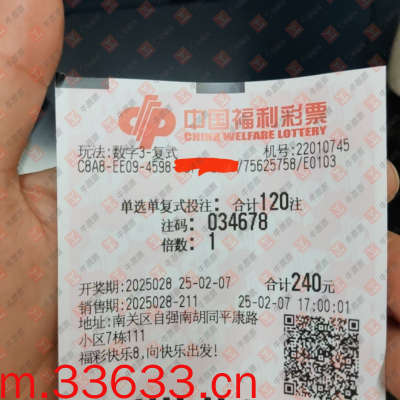 中国福利彩票
CHINA WELFARE LOTTERY
玩法:数字3-复式 机号:22010745
C8A8-EE09-4598- /75625758/E0103
单选单复式投注: 合计120注
注码: 034678
倍数: 1
开奖期:2025028 25-02-07 合计240元
销售期:2025028-211 25-02-07 17:00:01
地址:南关区自强南胡同平康路
小区7栋111
福彩快乐8,向快乐出发!
m.33633.cn